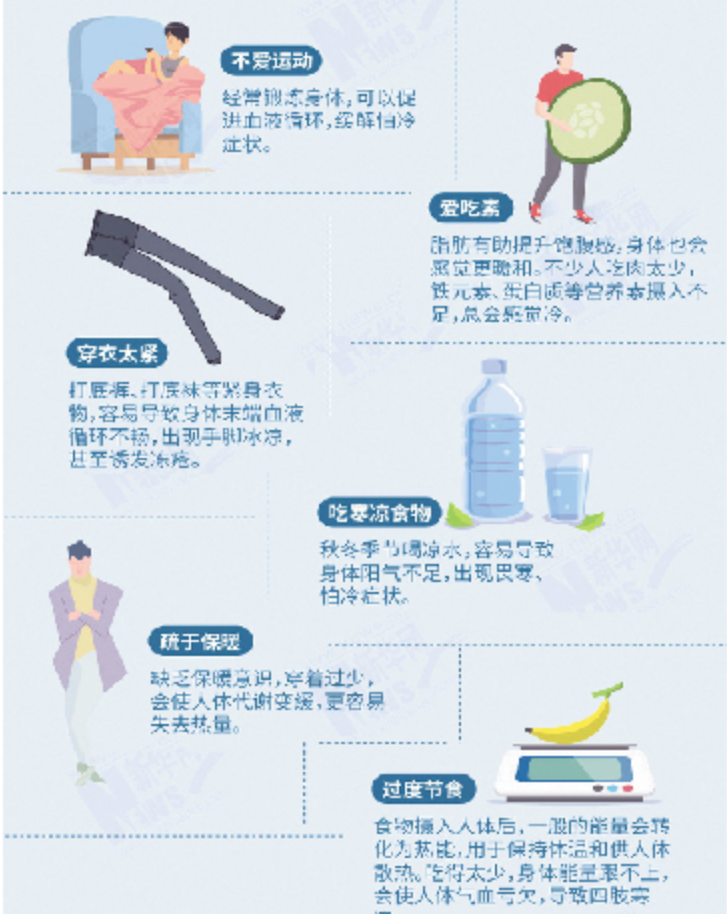 不爱运动
经常锻炼身体,可以促
进血液循环,缓解怕冷
症状。
爱吃素
脂肪有助提升饱腹感,身体也会
感觉更暖和。不少人吃肉太少,
铁元素、蛋白质等营养素摄入不
足,总会感觉冷。
穿衣太紧
打底裤、打底袜等紧身衣
物,容易导致身体末端血液
循环不畅,出现手脚冰凉,
甚至诱发冻疮。
吃寒凉食物
秋冬季节喝凉水,容易导致
身体阳气不足,出现畏寒、
怕冷症状。
疏于保暖
缺乏保暖意识,穿着过少,
会使人体代谢变缓,更容易
失去热量。
过度节食
食物摄入人体后,一般的能量会转
化为热能,用于保持体温和供人体
散热。吃得太少,身体能量跟不上,
会使人体气血亏欠,导致四肢寒